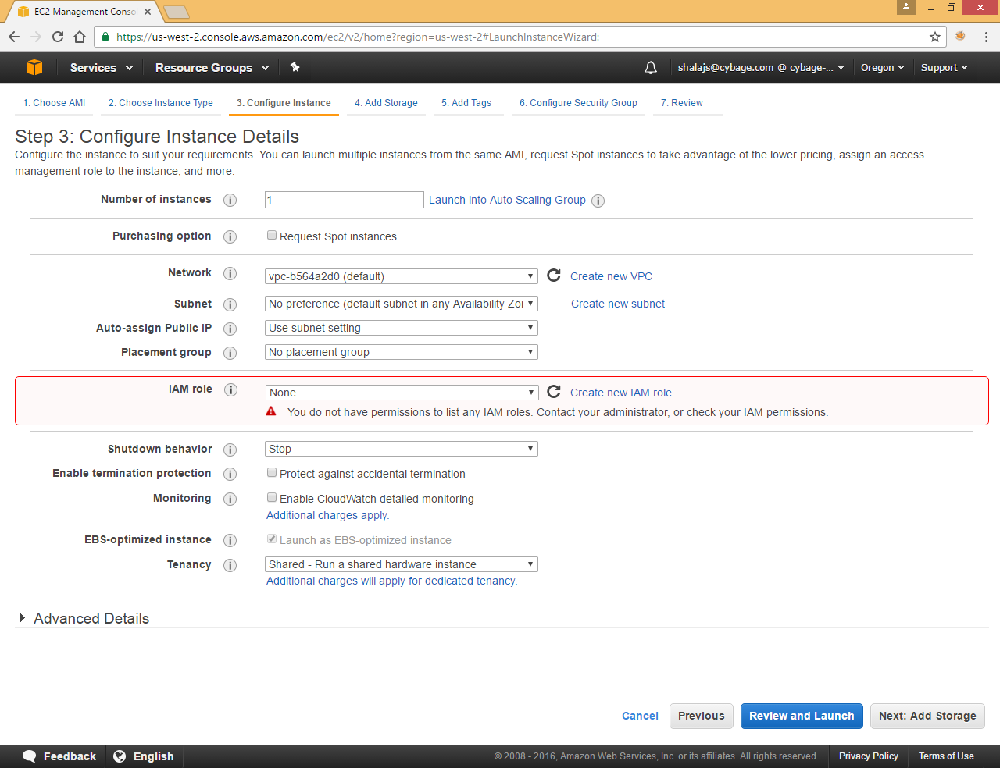 EC2 Management Conso
https://us-west-2.console.aws.amazon.com/ec2/v2/home?region=us-west-2#LaunchInstanceWizard:
Services Resource Groups shalajs@cybage.com @ cybage-... Oregon Support
1. Choose AMI 2. Choose Instance Type 3. Configure Instance 4. Add Storage 5. Add Tags 6. Configure Security Group 7. Review
Step 3: Configure Instance Details
Configure the instance to suit your requirements. You can launch multiple instances from the same AMI, request Spot instances to take advantage of the lower pricing, assign an access
management role to the instance, and more.
Number of instances 1 Launch into Auto Scaling Group
Purchasing option Request Spot instances
Network vpc-b564a2d0 (default) Create new VPC
Subnet No preference (default subnet in any Availability Zor Create new subnet
Auto-assign Public IP Use subnet setting
Placement group No placement group
IAM role None Create new IAM role
You do not have permissions to list any IAM roles. Contact your administrator, or check your IAM permissions.
Shutdown behavior Stop
Enable termination protection Protect against accidental termination
Monitoring Enable CloudWatch detailed monitoring
Additional charges apply.
EBS-optimized instance Launch as EBS-optimized instance
Tenancy Shared - Run a shared hardware instance
Additional charges will apply for dedicated tenancy.
Advanced Details
Cancel Previous Review and Launch Next: Add Storage
Feedback English © 2008 - 2016, Amazon Web Services, Inc. or its affiliates. All rights reserved. Privacy Policy Terms of Use